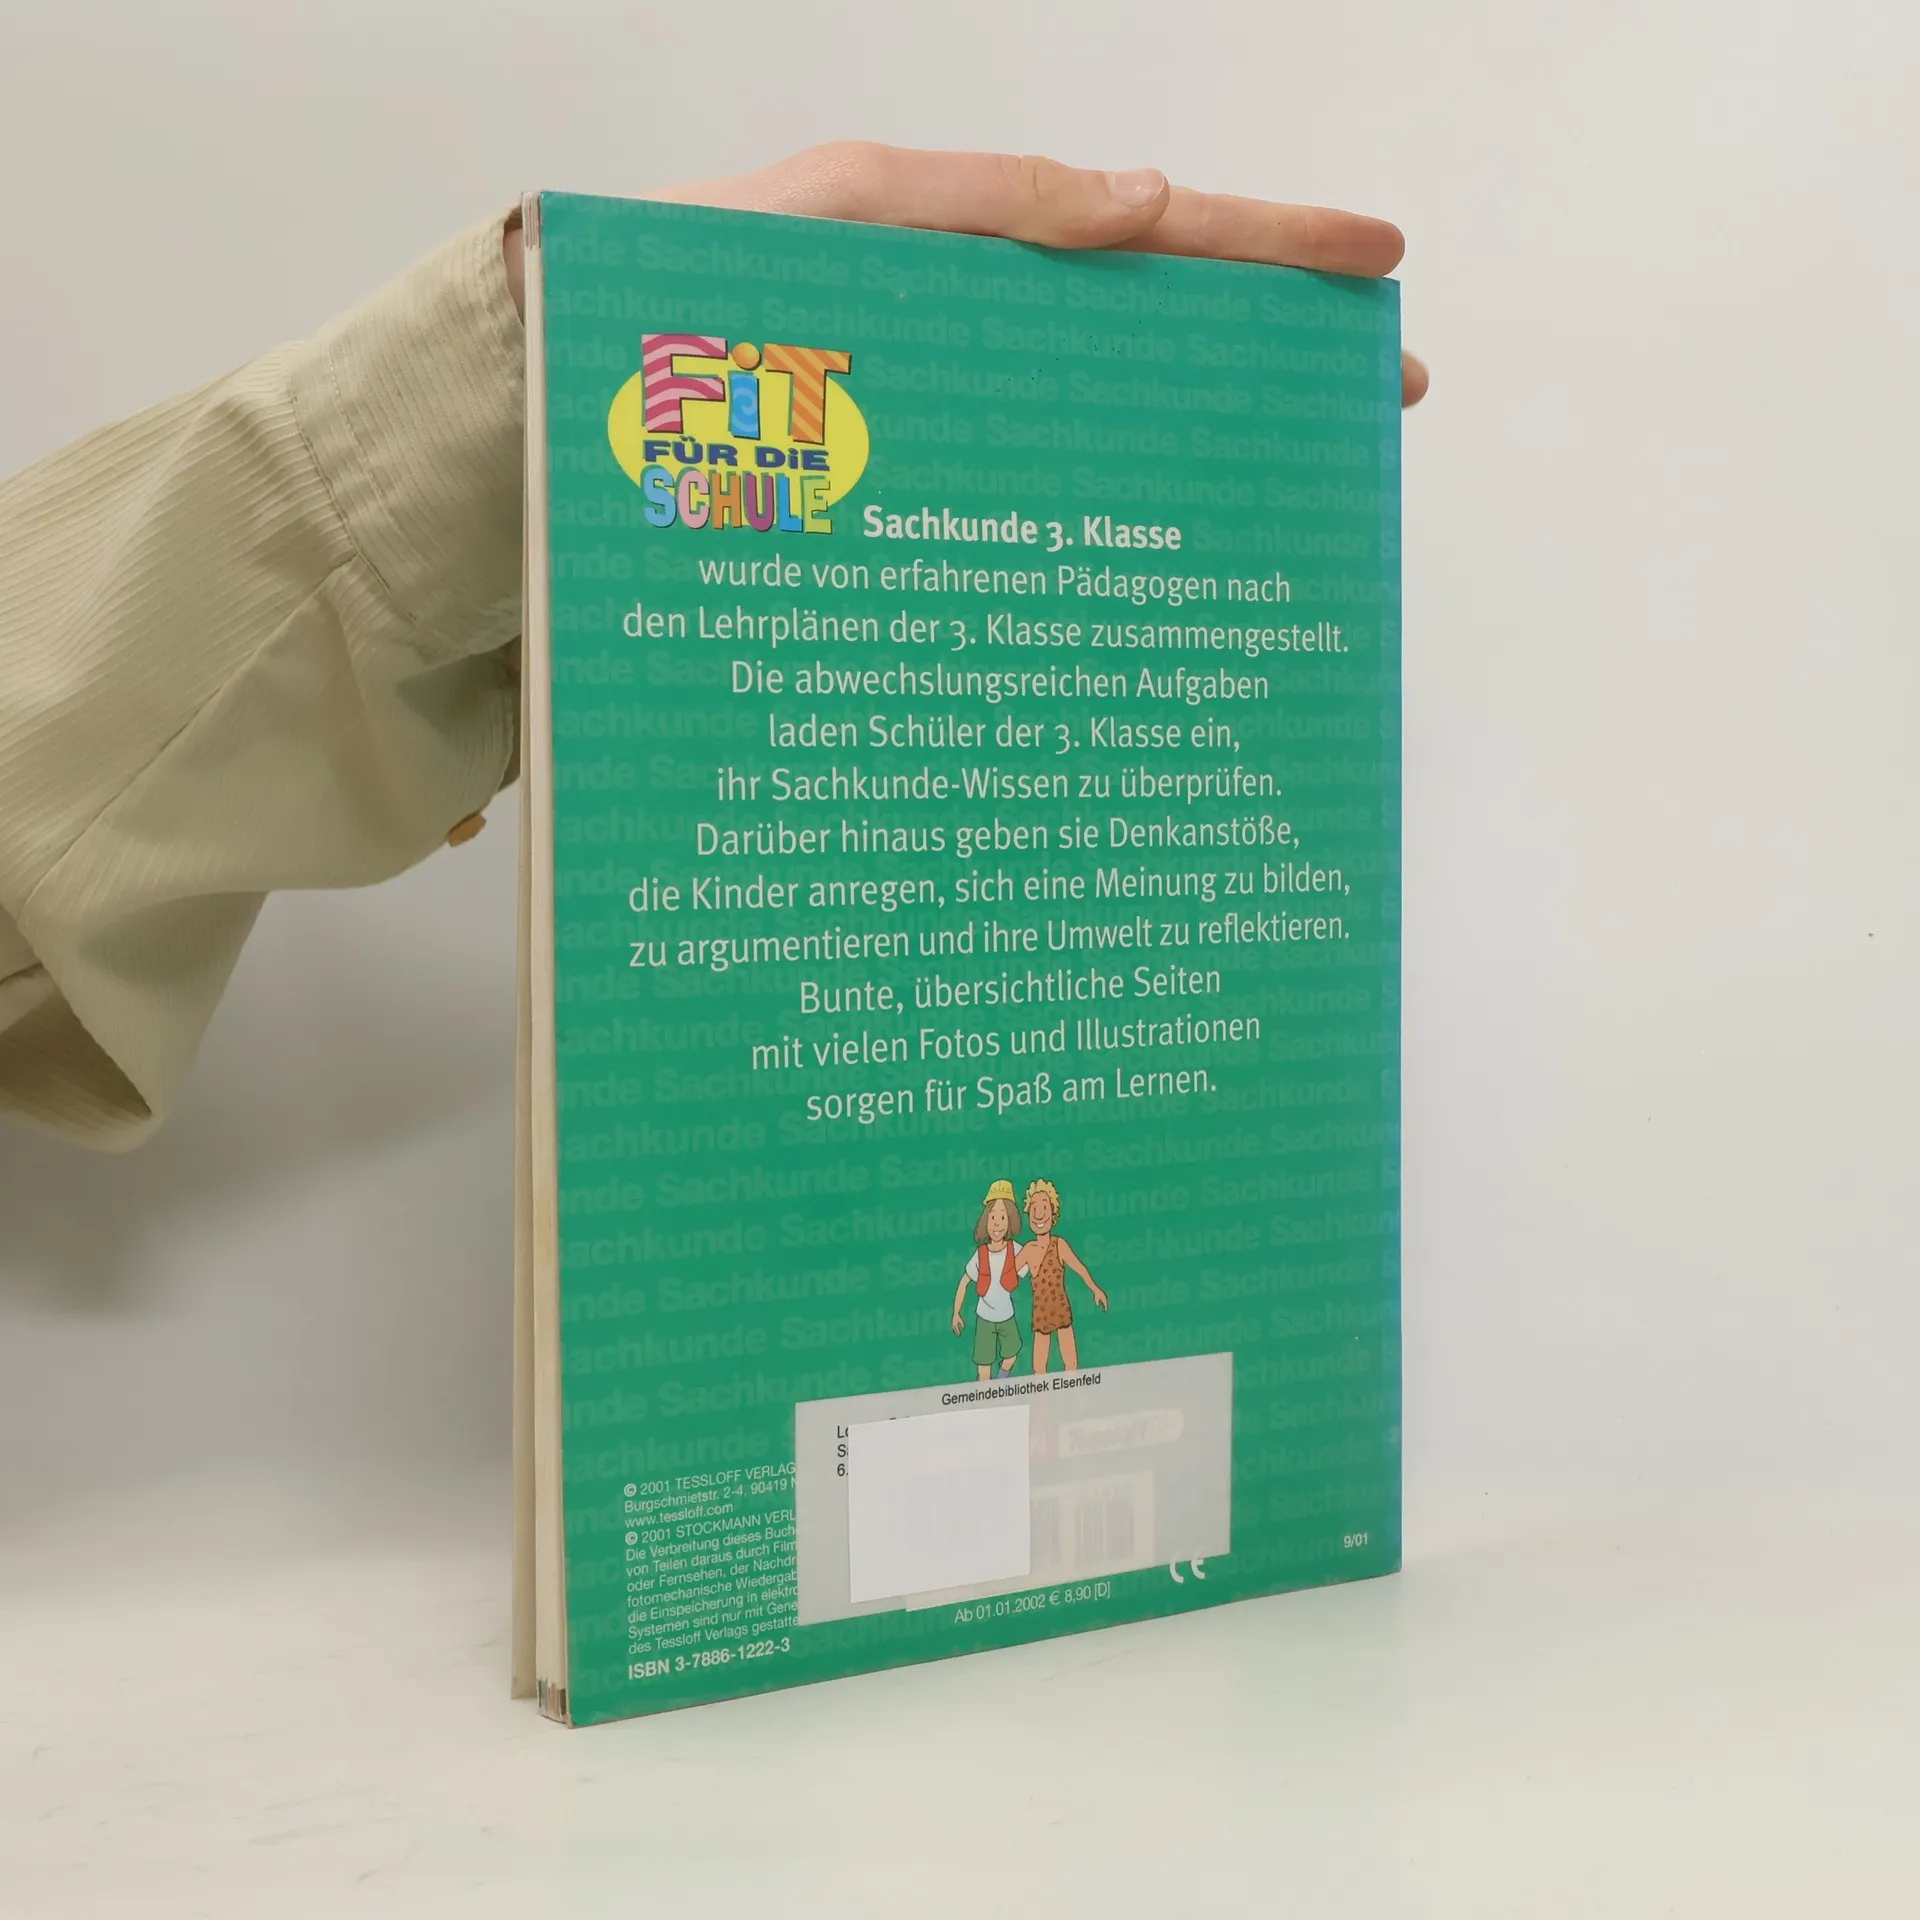 FiT
FÜR DiE
SCHULE
Sachkunde 3. Klasse
wurde von erfahrenen Pädagogen nach
den Lehrplänen der 3. Klasse zusammengestellt.
Die abwechslungsreichen Aufgaben
laden Schüler der 3. Klasse ein,
ihr Sachkunde-Wissen zu überprüfen.
Darüber hinaus geben sie Denkanstöße,
die Kinder anregen, sich eine Meinung zu bilden,
zu argumentieren und ihre Umwelt zu reflektieren.
Bunte, übersichtliche Seiten
mit vielen Fotos und Illustrationen
sorgen für Spaß am Lernen.
Gemeindebibliothek Elsenfeld
© 2001 TESSLOFF VERLAG
Burgschmietstr. 2-4, 90419 N
www.tessloff.com
© 2001 STOCKMANN VERL
Die Verbreitung dieses Buch
von Teilen daraus durch Film
oder Fernsehen, der Nachdr
fotomechanische Wiedergab
die Einspeicherung in elektro
Systemen sind nur mit Gene
des Tessloff Verlags gestatte
ISBN 3-7886-1222-3
Ab 01.01.2002 € 8,90 [D]
CE
9/01